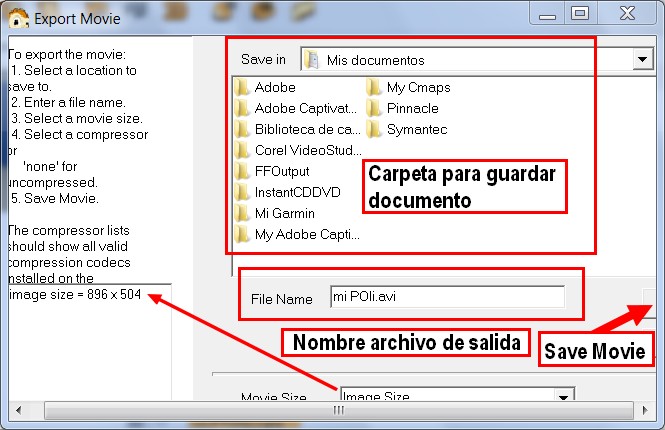 Export Movie
To export the movie:
1. Select a location to
save to.
2. Enter a file name.
3. Select a movie size.
4. Select a compressor
or
'none' for
uncompressed.
5. Save Movie.
The compressor lists
should show all valid
compression codecs
installed on the
image size = 896 x 504
Save in
Mis documentos
Adobe
Adobe Captivat...
Biblioteca de ca...
Corel VideoStud...
FFOutput
InstantCDDVD
Mi Garmin
My Adobe Capti...
My Cmaps
Pinnacle
Symantec
Carpeta para guardar
documento
File Name
mi POli.avi
Nombre archivo de salida
Save Movie
Movie Size
Image Size